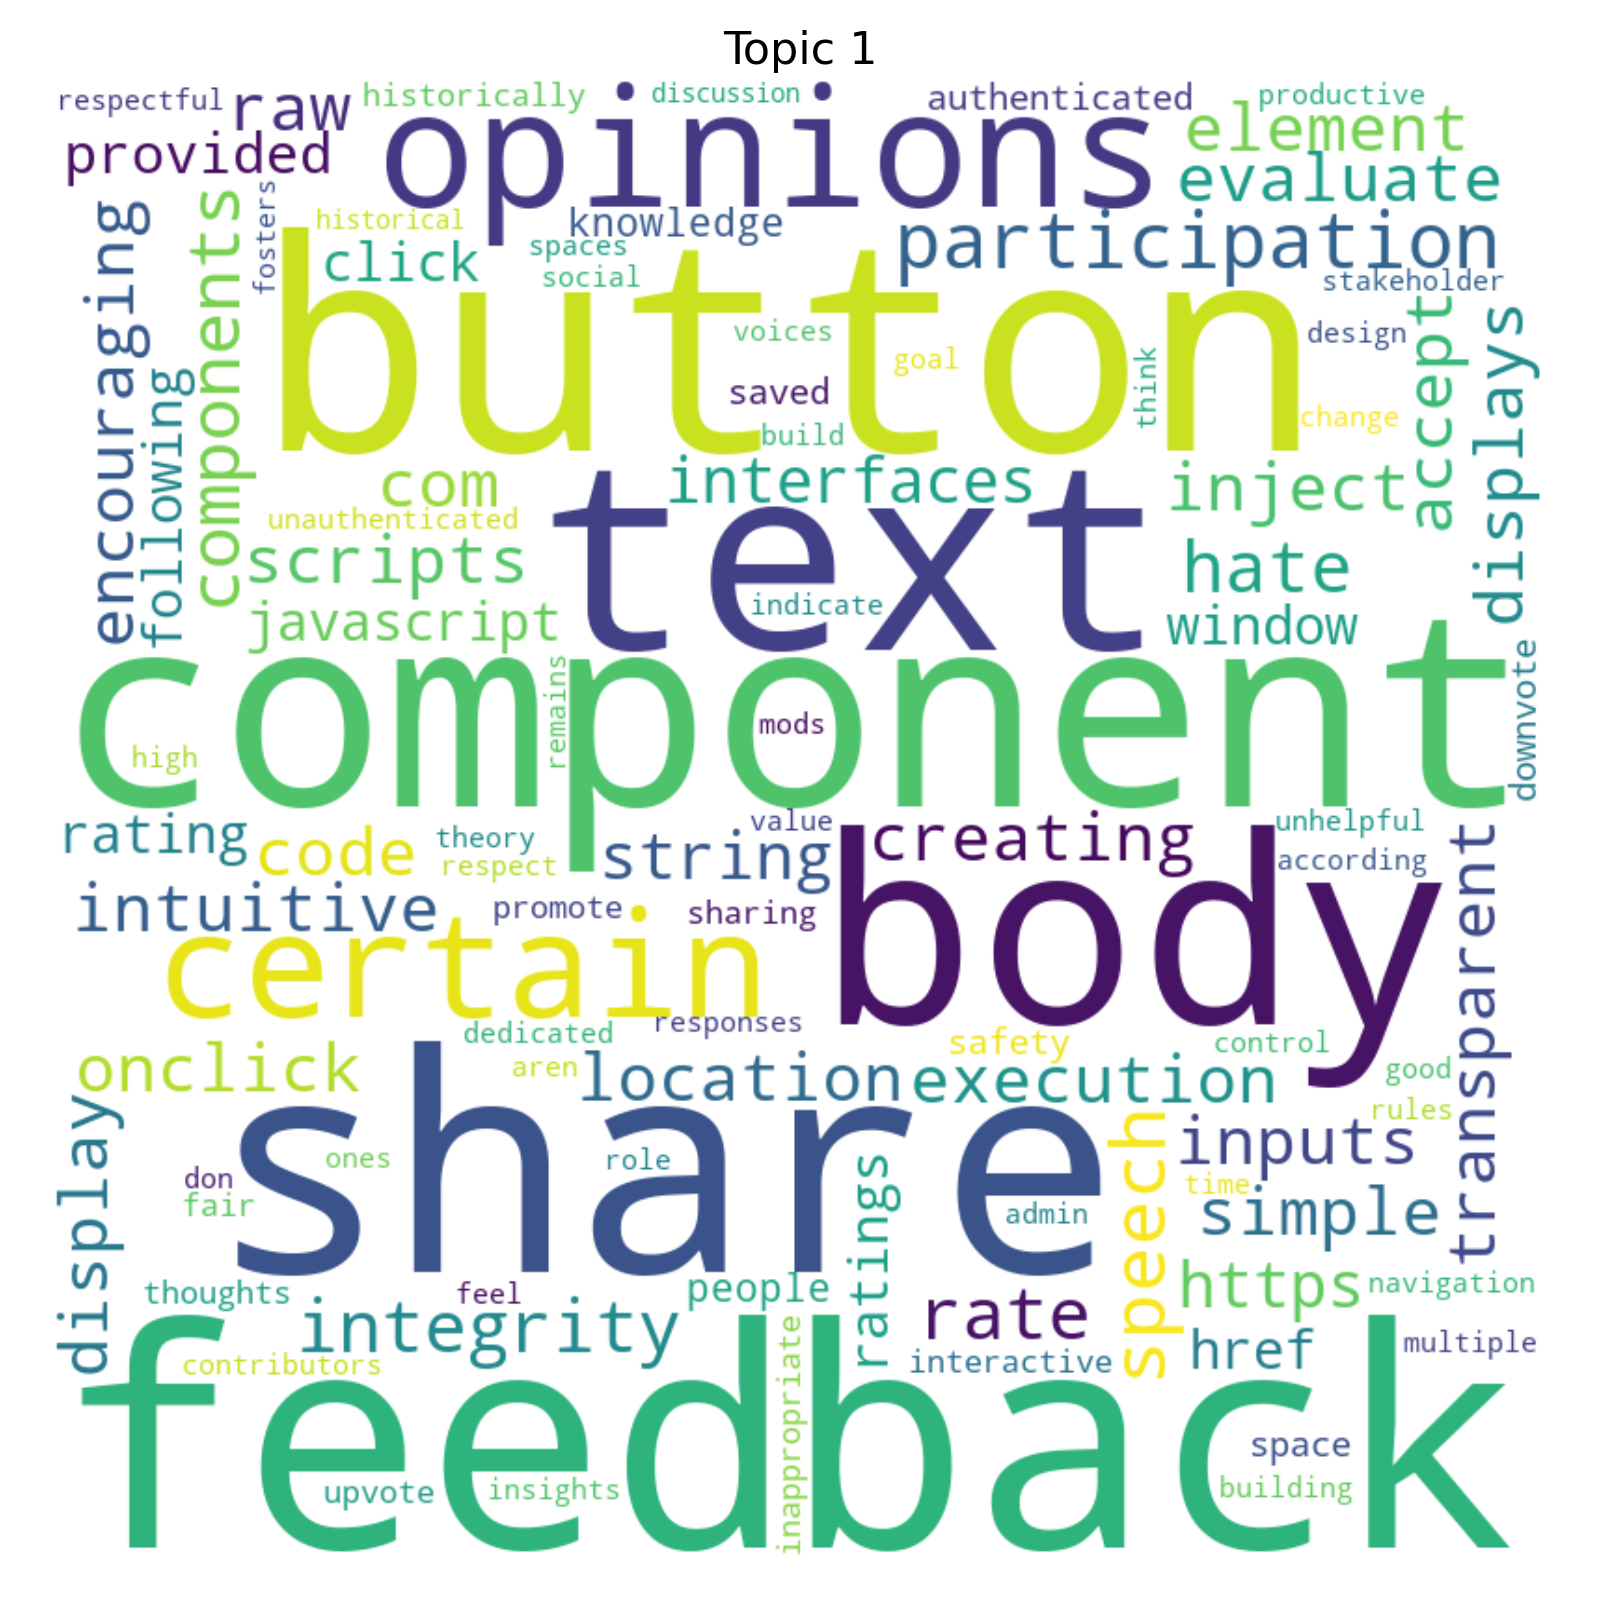 Topic 1
respectful
raw
historically
discussion
authenticated
productive
opinions
element
provided
evaluate
encouraging
components
fosters
historical
knowledge
participation
click
spaces
social
stakeholder
button
voices
design
goal
think
accept
displays
following
saved
change
build
com
interfaces
inject
unauthenticated
text
scripts
hate
javascript
indicate
window
component
remains
downvote
mods
high
rating
code
theory
value
creating
unhelpful
respect
string
body
according
transparent
intuitive
promote
sharing
certain
dedicated
responses
safety
control
onclick
aren
location
execution
good
display
share
speech
rules
inputs
ones
role
don
fair
ratings
time
admin
simple
thoughts
feel
people
https
navigation
integrity
rate
href
multiple
contributors
inappropriate
interactive
feedback
space
upvote
insights
building